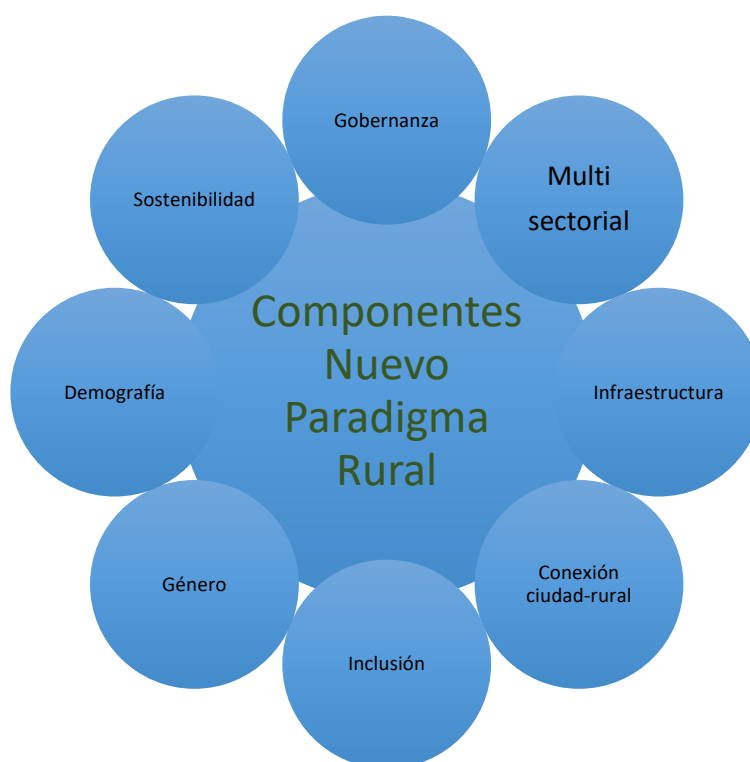 Gobernanza
Multi
sectorial
Sostenibilidad
Componentes
Nuevo
Paradigma
Rural
Demografía
Infraestructura
Género
Conexión
ciudad-rural
Inclusión